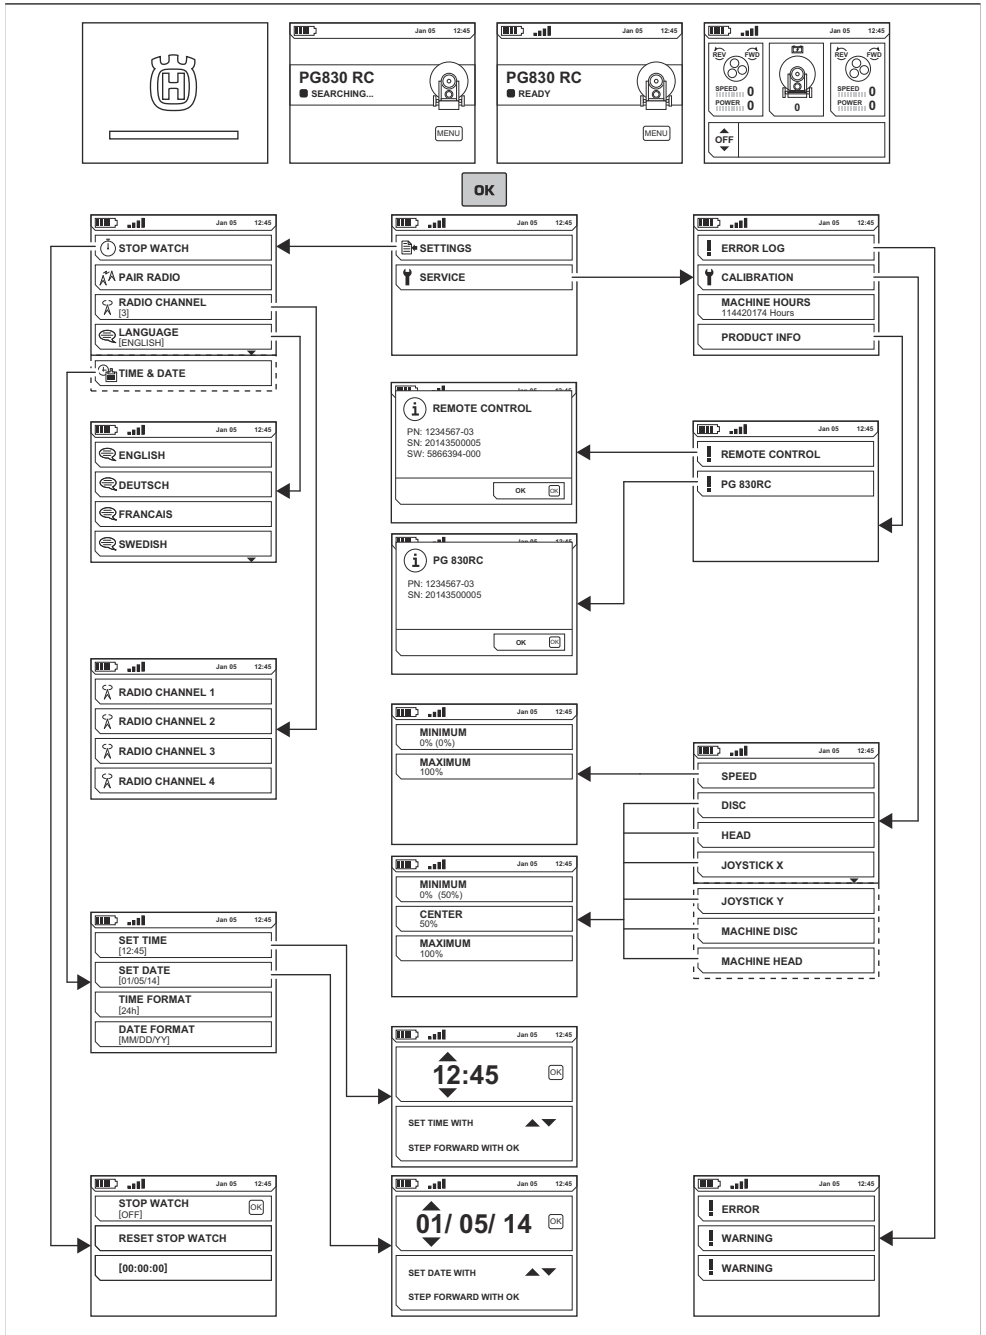 H
Jan 05 12:45
PG830 RC
SEARCHING...
MENU
Jan 05 12:45
PG830 RC
READY
MENU
Jan 05 12:45
REV FWD
SPEED 0
POWER 0
0
REV FWD
SPEED 0
POWER 0
OFF
OK
Jan 05 12:45
STOP WATCH
PAIR RADIO
RADIO CHANNEL
[3]
LANGUAGE
[ENGLISH]
TIME & DATE
Jan 05 12:45
SETTINGS
SERVICE
Jan 05 12:45
ERROR LOG
CALIBRATION
MACHINE HOURS
114420174 Hours
PRODUCT INFO
Jan 05 12:45
ENGLISH
DEUTSCH
FRANCAIS
SWEDISH
Jan 05 12:45
i REMOTE CONTROL
PN: 1234567-03
SN: 20143500005
SW: 5866394-000
OK OK
Jan 05 12:45
REMOTE CONTROL
PG 830RC
Jan 05 12:45
i PG 830RC
PN: 1234567-03
SN: 20143500005
OK OK
Jan 05 12:45
RADIO CHANNEL 1
RADIO CHANNEL 2
RADIO CHANNEL 3
RADIO CHANNEL 4
Jan 05 12:45
MINIMUM
0% (0%)
MAXIMUM
100%
Jan 05 12:45
SPEED
DISC
HEAD
JOYSTICK X
JOYSTICK Y
MACHINE DISC
MACHINE HEAD
Jan 05 12:45
MINIMUM
0% (50%)
CENTER
50%
MAXIMUM
100%
Jan 05 12:45
SET TIME
[12:45]
SET DATE
[01/05/14]
TIME FORMAT
[24h]
DATE FORMAT
[MM/DD/YY]
Jan 05 12:45
12:45 OK
SET TIME WITH
STEP FORWARD WITH OK
Jan 05 12:45
STOP WATCH
[OFF]
OK
RESET STOP WATCH
[00:00:00]
Jan 05 12:45
01/ 05/ 14 OK
SET DATE WITH
STEP FORWARD WITH OK
Jan 05 12:45
ERROR
WARNING
WARNING